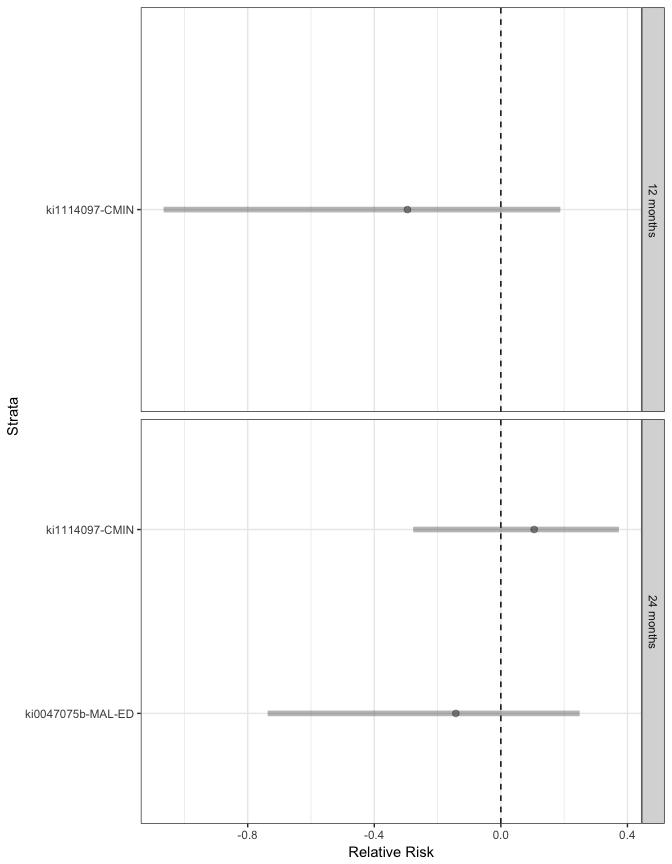 Strata
ki1114097-CMIN
12 months
ki1114097-CMIN
ki0047075b-MAL-ED
24 months
-0.8 -0.4 0.0 0.4
Relative Risk